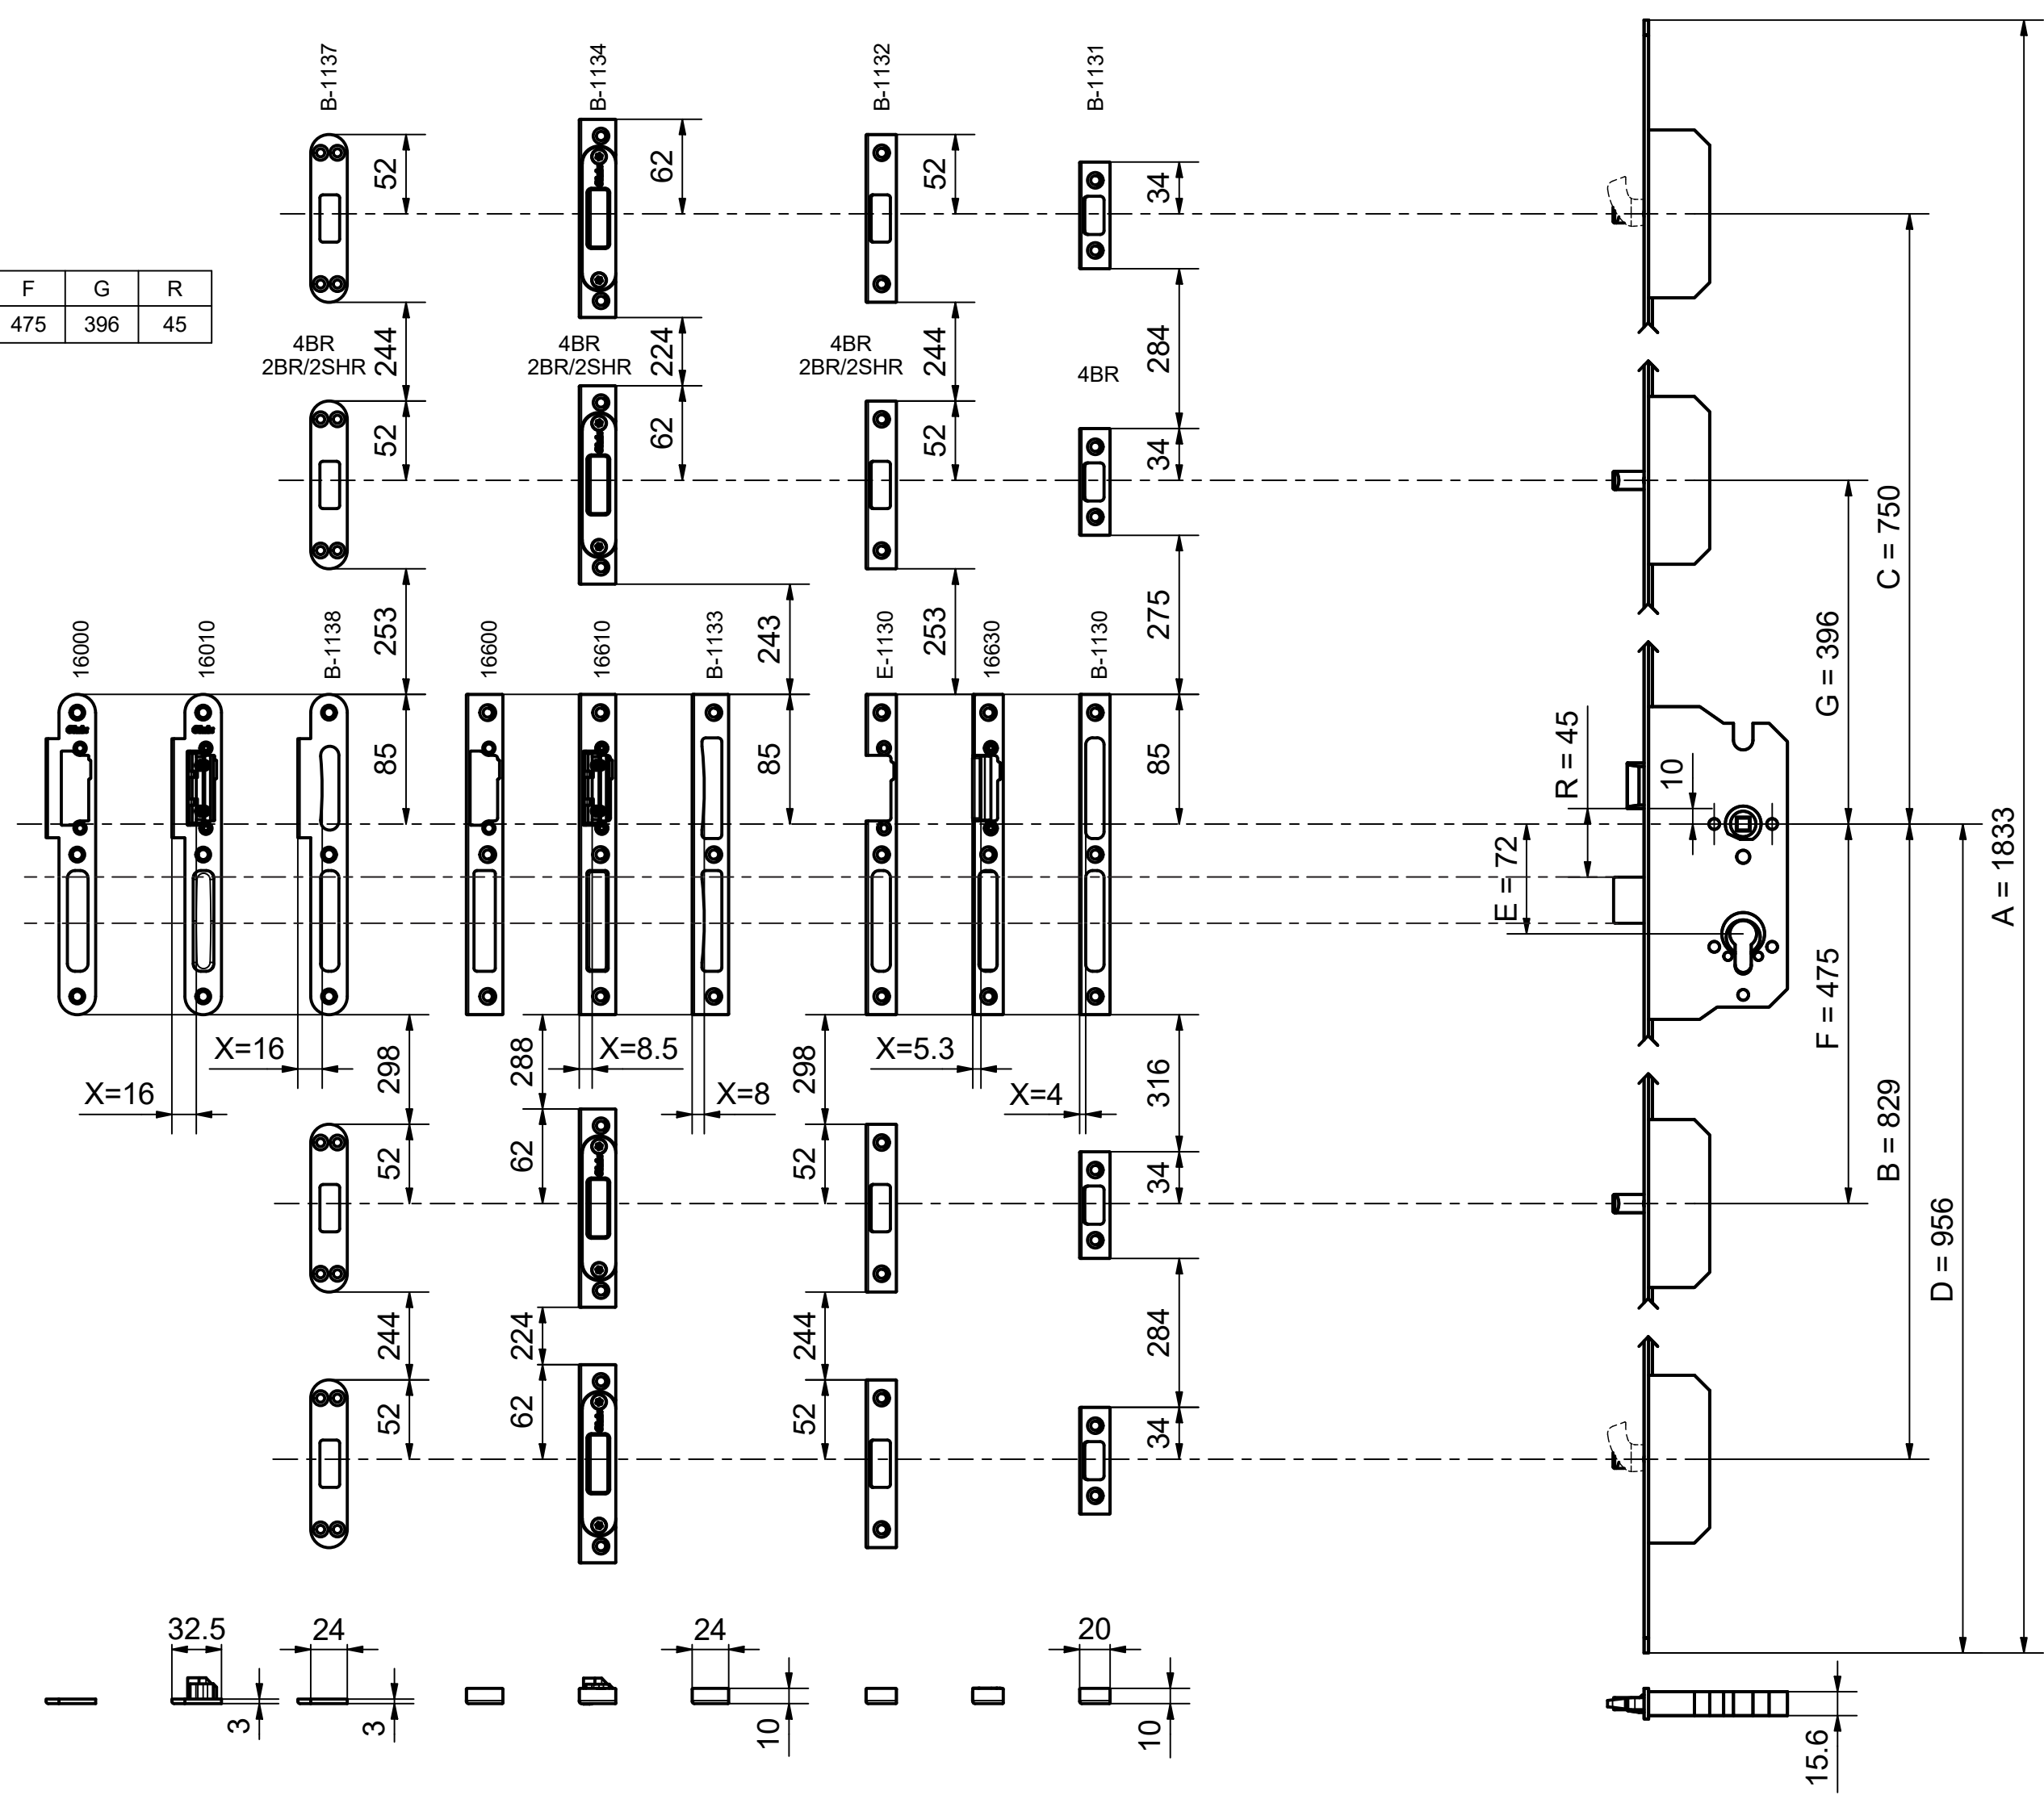 B-1137
B-1134
B-1132
B-1131
52
62
52
34
F G R
475 396 45
4BR
2BR/2SHR
244
4BR
2BR/2SHR
224
4BR
2BR/2SHR
244
4BR
284
52
62
52
34
C = 750
16000
16010
B-1138
253
16600
16610
B-1133
243
E-1130
253
16630
B-1130
275
G = 396
85
85
85
R = 45
10
E = 72
A = 1833
F = 475
X=16
X=16
298
288
X=8.5
X=8
298
X=5.3
X=4
316
B = 829
52
62
52
34
D = 956
244
224
244
284
52
62
52
34
32.5
24
24
20
3
3
10
10
15.6